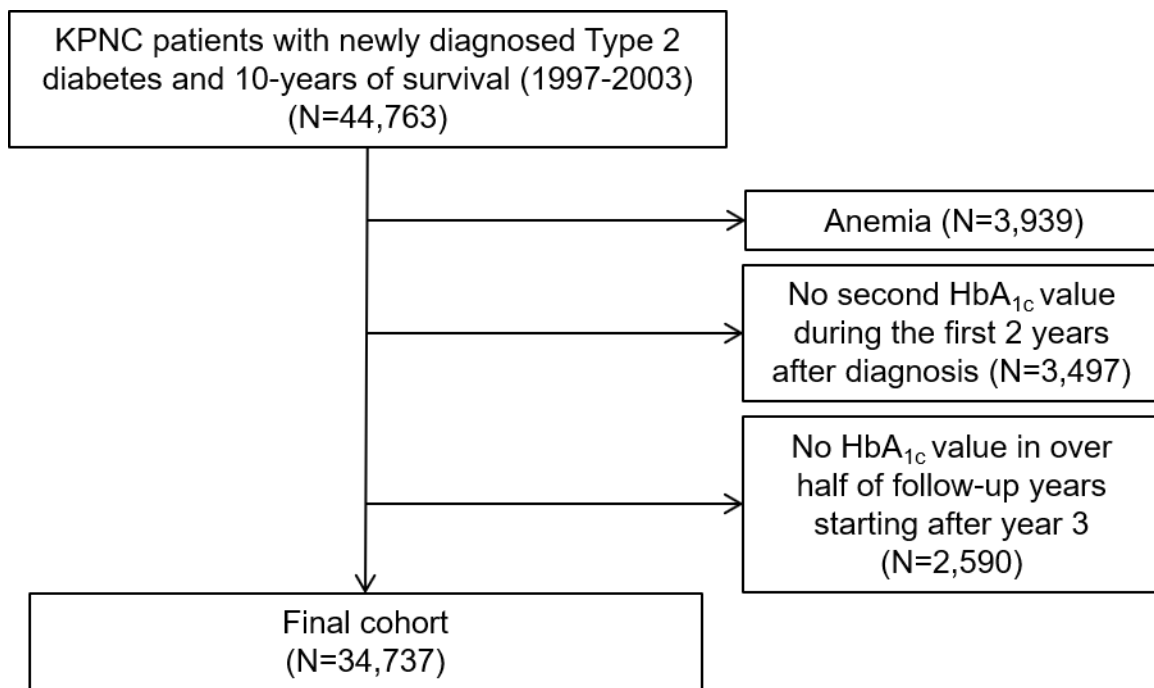 KPNC patients with newly diagnosed Type 2
diabetes and 10-years of survival (1997-2003)
(N=44,763)
Anemia (N=3,939)
No second HbA1c value
during the first 2 years
after diagnosis (N=3,497)
No HbA1c value in over
half of follow-up years
starting after year 3
(N=2,590)
Final cohort
(N=34,737)